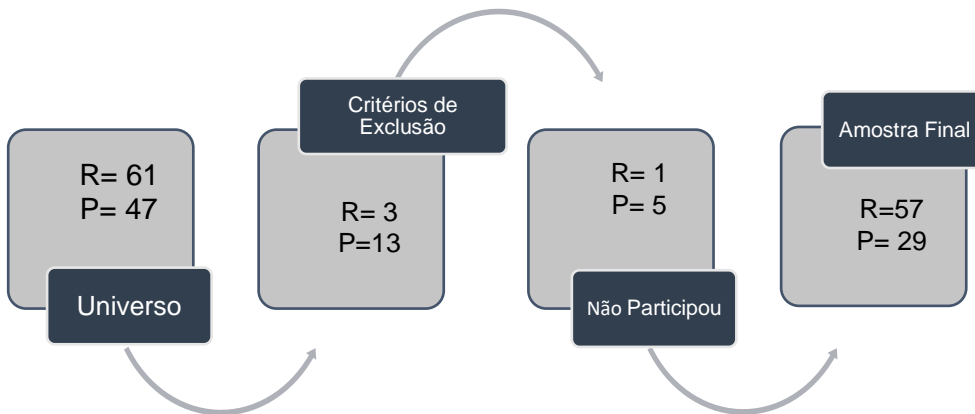 R= 61
P= 47
Universo
Critérios de
Exclusão
R= 3
P=13
R= 1
P= 5
Não Participou
Amostra Final
R=57
P= 29